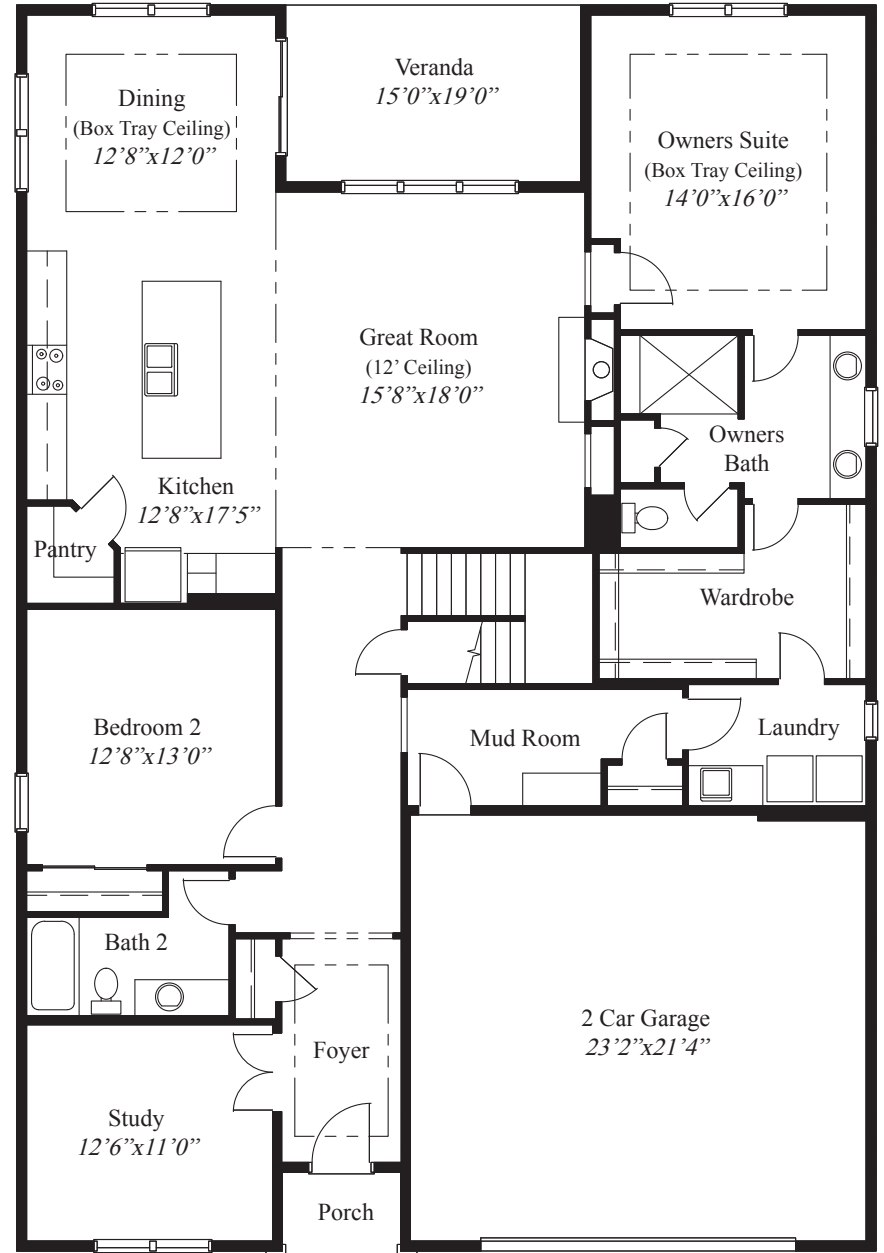 Veranda
15’0”x19’0”
Dining
(Box Tray Ceiling)
12’8”x12’0”
Owners Suite
(Box Tray Ceiling)
14’0”x16’0”
Great Room
(12’ Ceiling)
15’8”x18’0”
Owners
Bath
Kitchen
12’8”x17’5”
Pantry
Wardrobe
Bedroom 2
12’8”x13’0”
Mud Room
Laundry
Bath 2
2 Car Garage
23’2”x21’4”
Foyer
Study
12’6”x11’0”
Porch